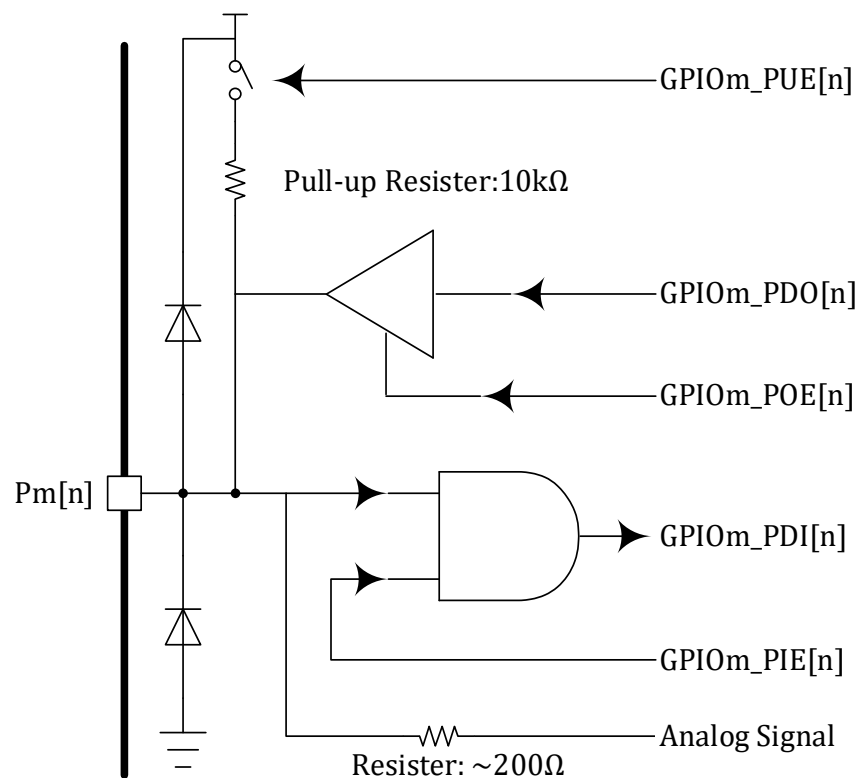 GPIOm_PUE[n]
Pull-up Resister:10kΩ
GPIOm_PDO[n]
GPIOm_POE[n]
Pm[n]
GPIOm_PDI[n]
GPIOm_PIE[n]
Analog Signal
Resister: ~200Ω